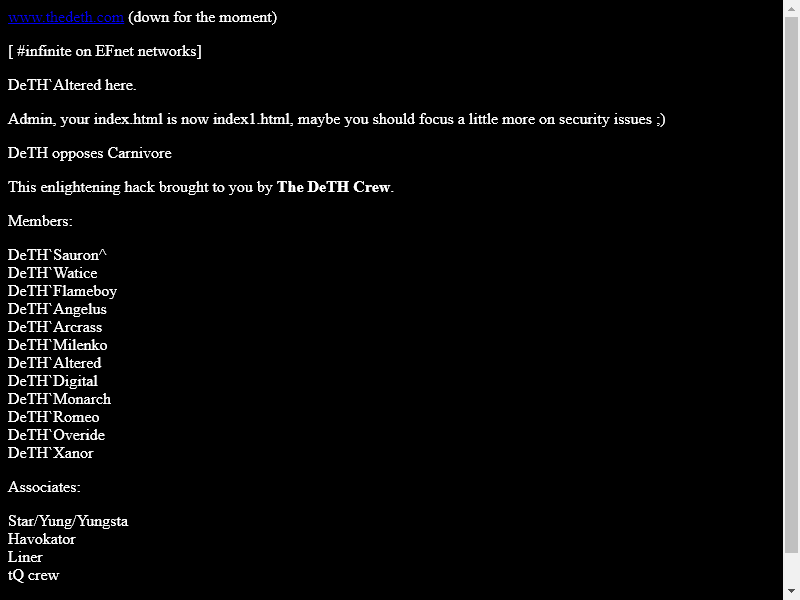 www.thedeth.com (down for the moment)
[ #infinite on EFnet networks]
DeTH`Altered here.
Admin, your index.html is now index1.html, maybe you should focus a little more on security issues ;)
DeTH opposes Carnivore
This enlightening hack brought to you by The DeTH Crew.
Members:
DeTH`Sauron^
DeTH`Watice
DeTH`Flameboy
DeTH`Angelus
DeTH`Arcrass
DeTH`Milenko
DeTH`Altered
DeTH`Digital
DeTH`Monarch
DeTH`Romeo
DeTH`Overide
DeTH`Xanor
Associates:
Star/Yung/Yungsta
Havokator
Liner
tQ crew